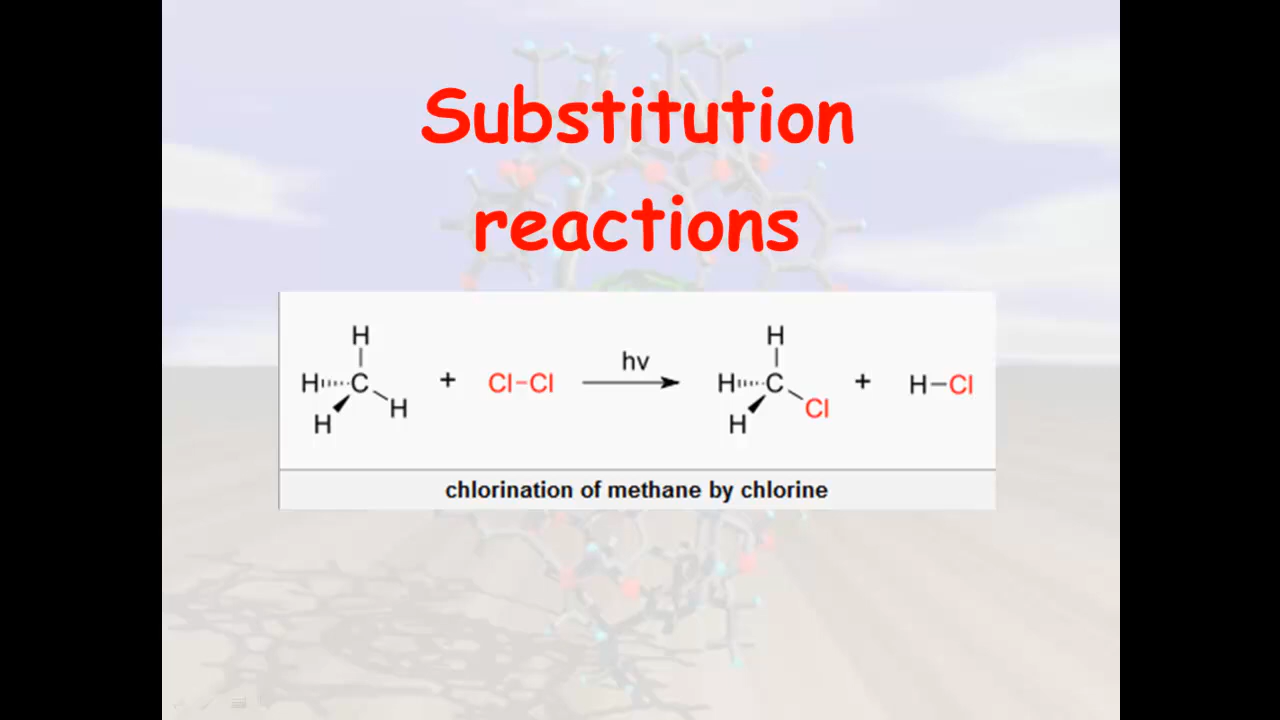 Substitution
reactions
H H C H H + Cl-Cl hν H H C H Cl + H-Cl
chlorination of methane by chlorine